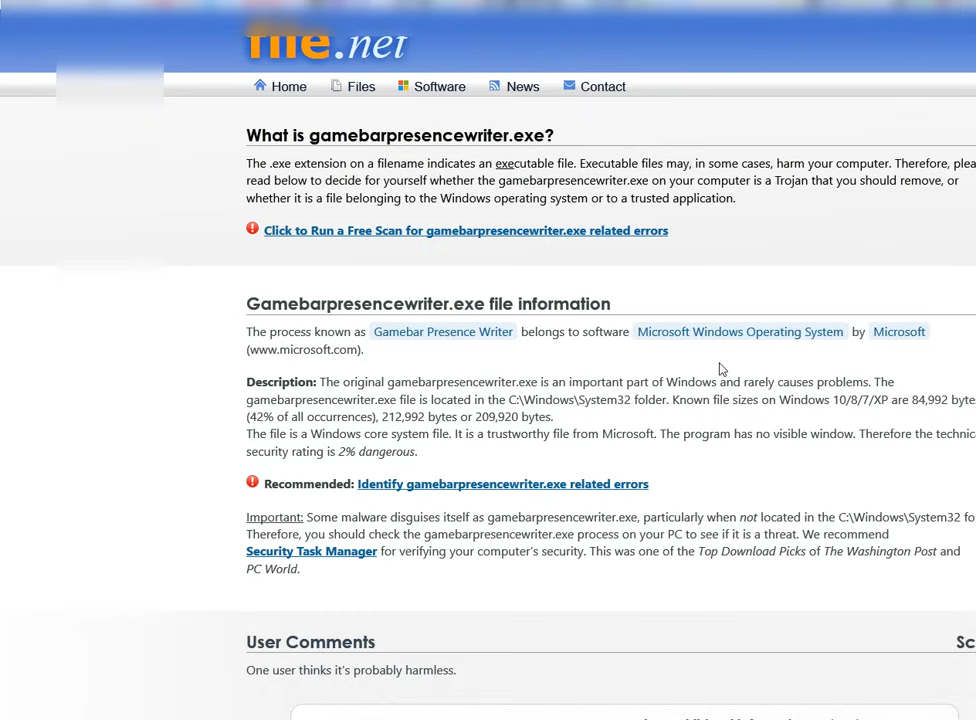 file.net
Home Files Software News Contact
What is gamebarpresencewriter.exe?
The .exe extension on a filename indicates an executable file. Executable files may, in some cases, harm your computer. Therefore, plea
read below to decide for yourself whether the gamebarpresencewriter.exe on your computer is a Trojan that you should remove, or
whether it is a file belonging to the Windows operating system or to a trusted application.
Click to Run a Free Scan for gamebarpresencewriter.exe related errors
Gamebarpresencewriter.exe file information
The process known as Gamebar Presence Writer belongs to software Microsoft Windows Operating System by Microsoft
(www.microsoft.com).
Description: The original gamebarpresencewriter.exe is an important part of Windows and rarely causes problems. The
gamebarpresencewriter.exe file is located in the C:\Windows\System32 folder. Known file sizes on Windows 10/8/7/XP are 84,992 byte
(42% of all occurrences), 212,992 bytes or 209,920 bytes.
The file is a Windows core system file. It is a trustworthy file from Microsoft. The program has no visible window. Therefore the technic
security rating is 2% dangerous.
Recommended: Identify gamebarpresencewriter.exe related errors
Important: Some malware disguises itself as gamebarpresencewriter.exe, particularly when not located in the C:\Windows\System32 fo
Therefore, you should check the gamebarpresencewriter.exe process on your PC to see if it is a threat. We recommend
Security Task Manager for verifying your computer's security. This was one of the Top Download Picks of The Washington Post and
PC World.
User Comments Sc
One user thinks it's probably harmless.